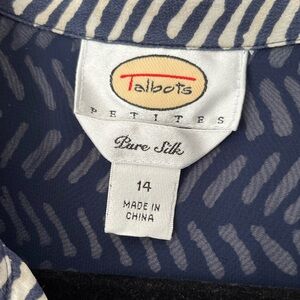 Talbots
PETITES
Pure Silk
14
MADE IN
CHINA